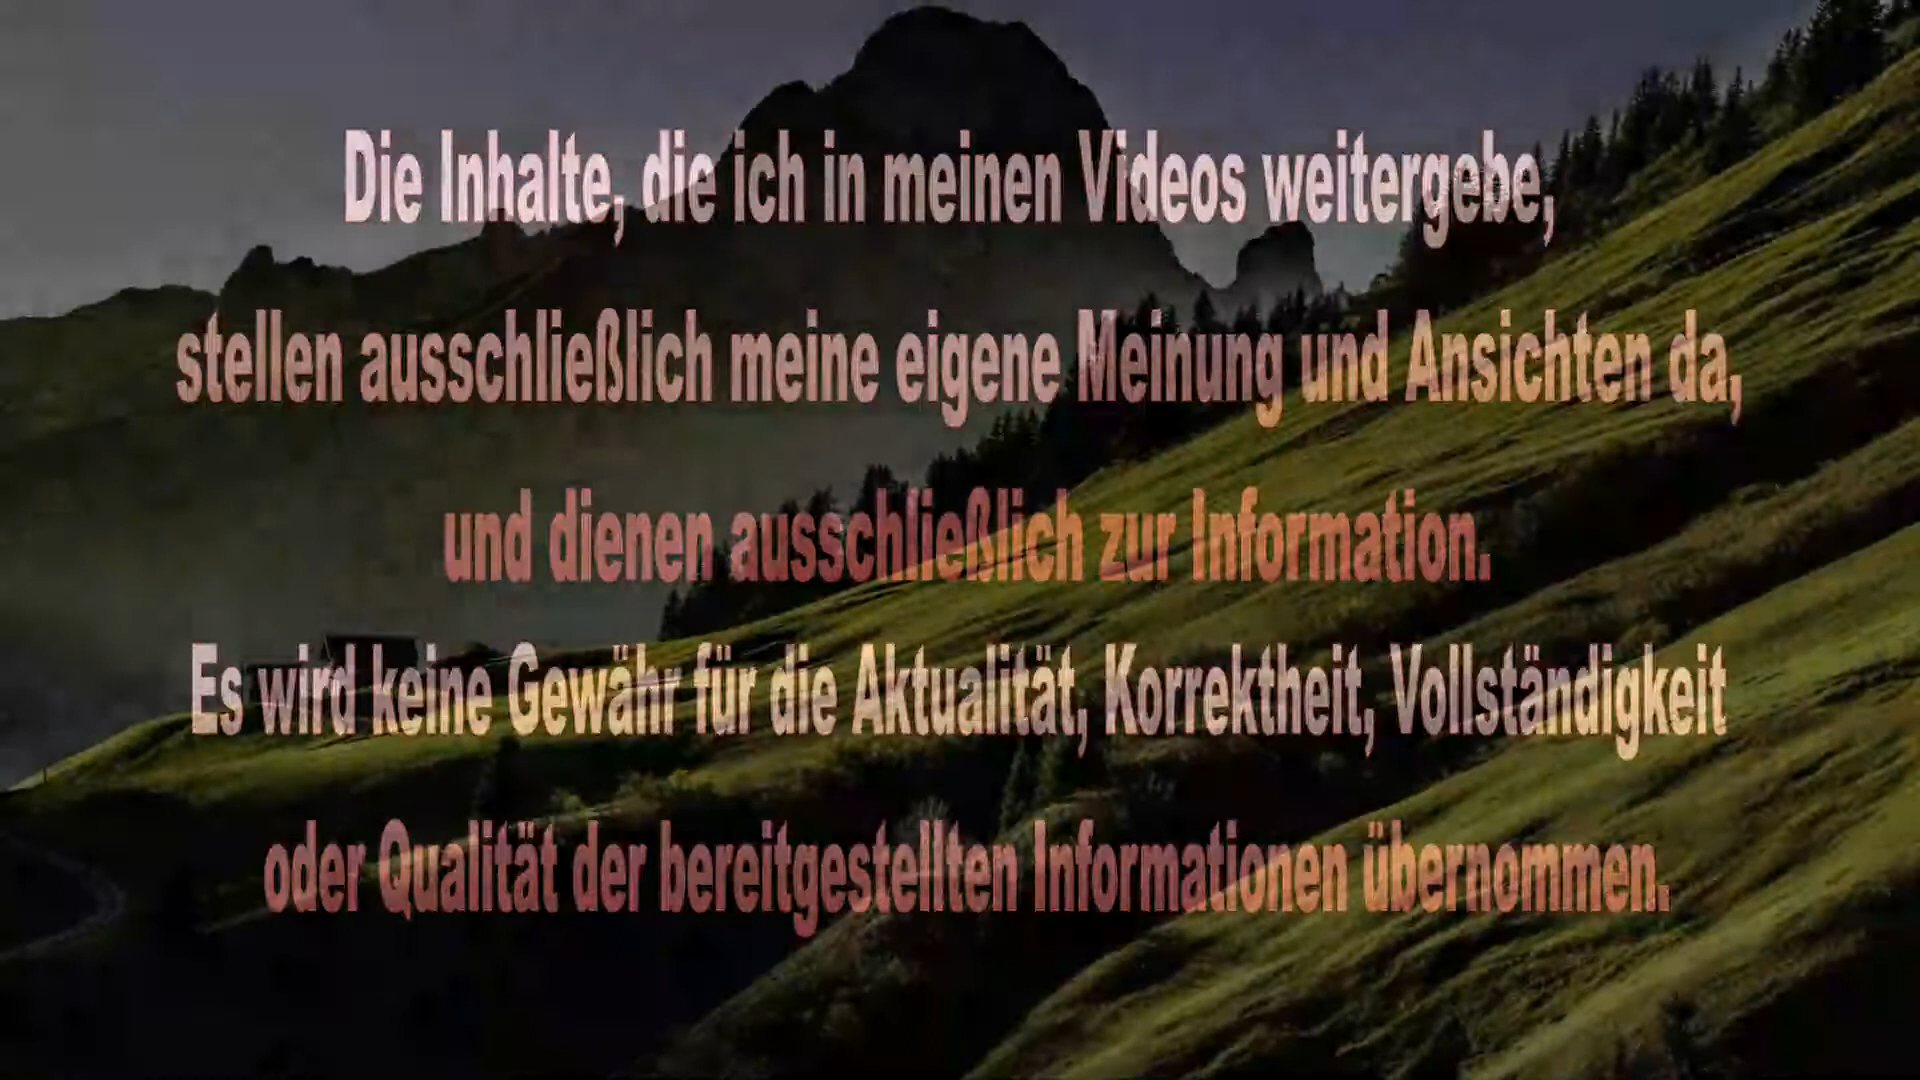 Die Inhalte, die ich in meinen Videos weitergebe,
stellen ausschließlich meine eigene Meinung und Ansichten da,
und dienen ausschließlich zur Information.
Es wird keine Gewähr für die Aktualität, Korrektheit, Vollständigkeit
oder Qualität der bereitgestellten Informationen übernommen.